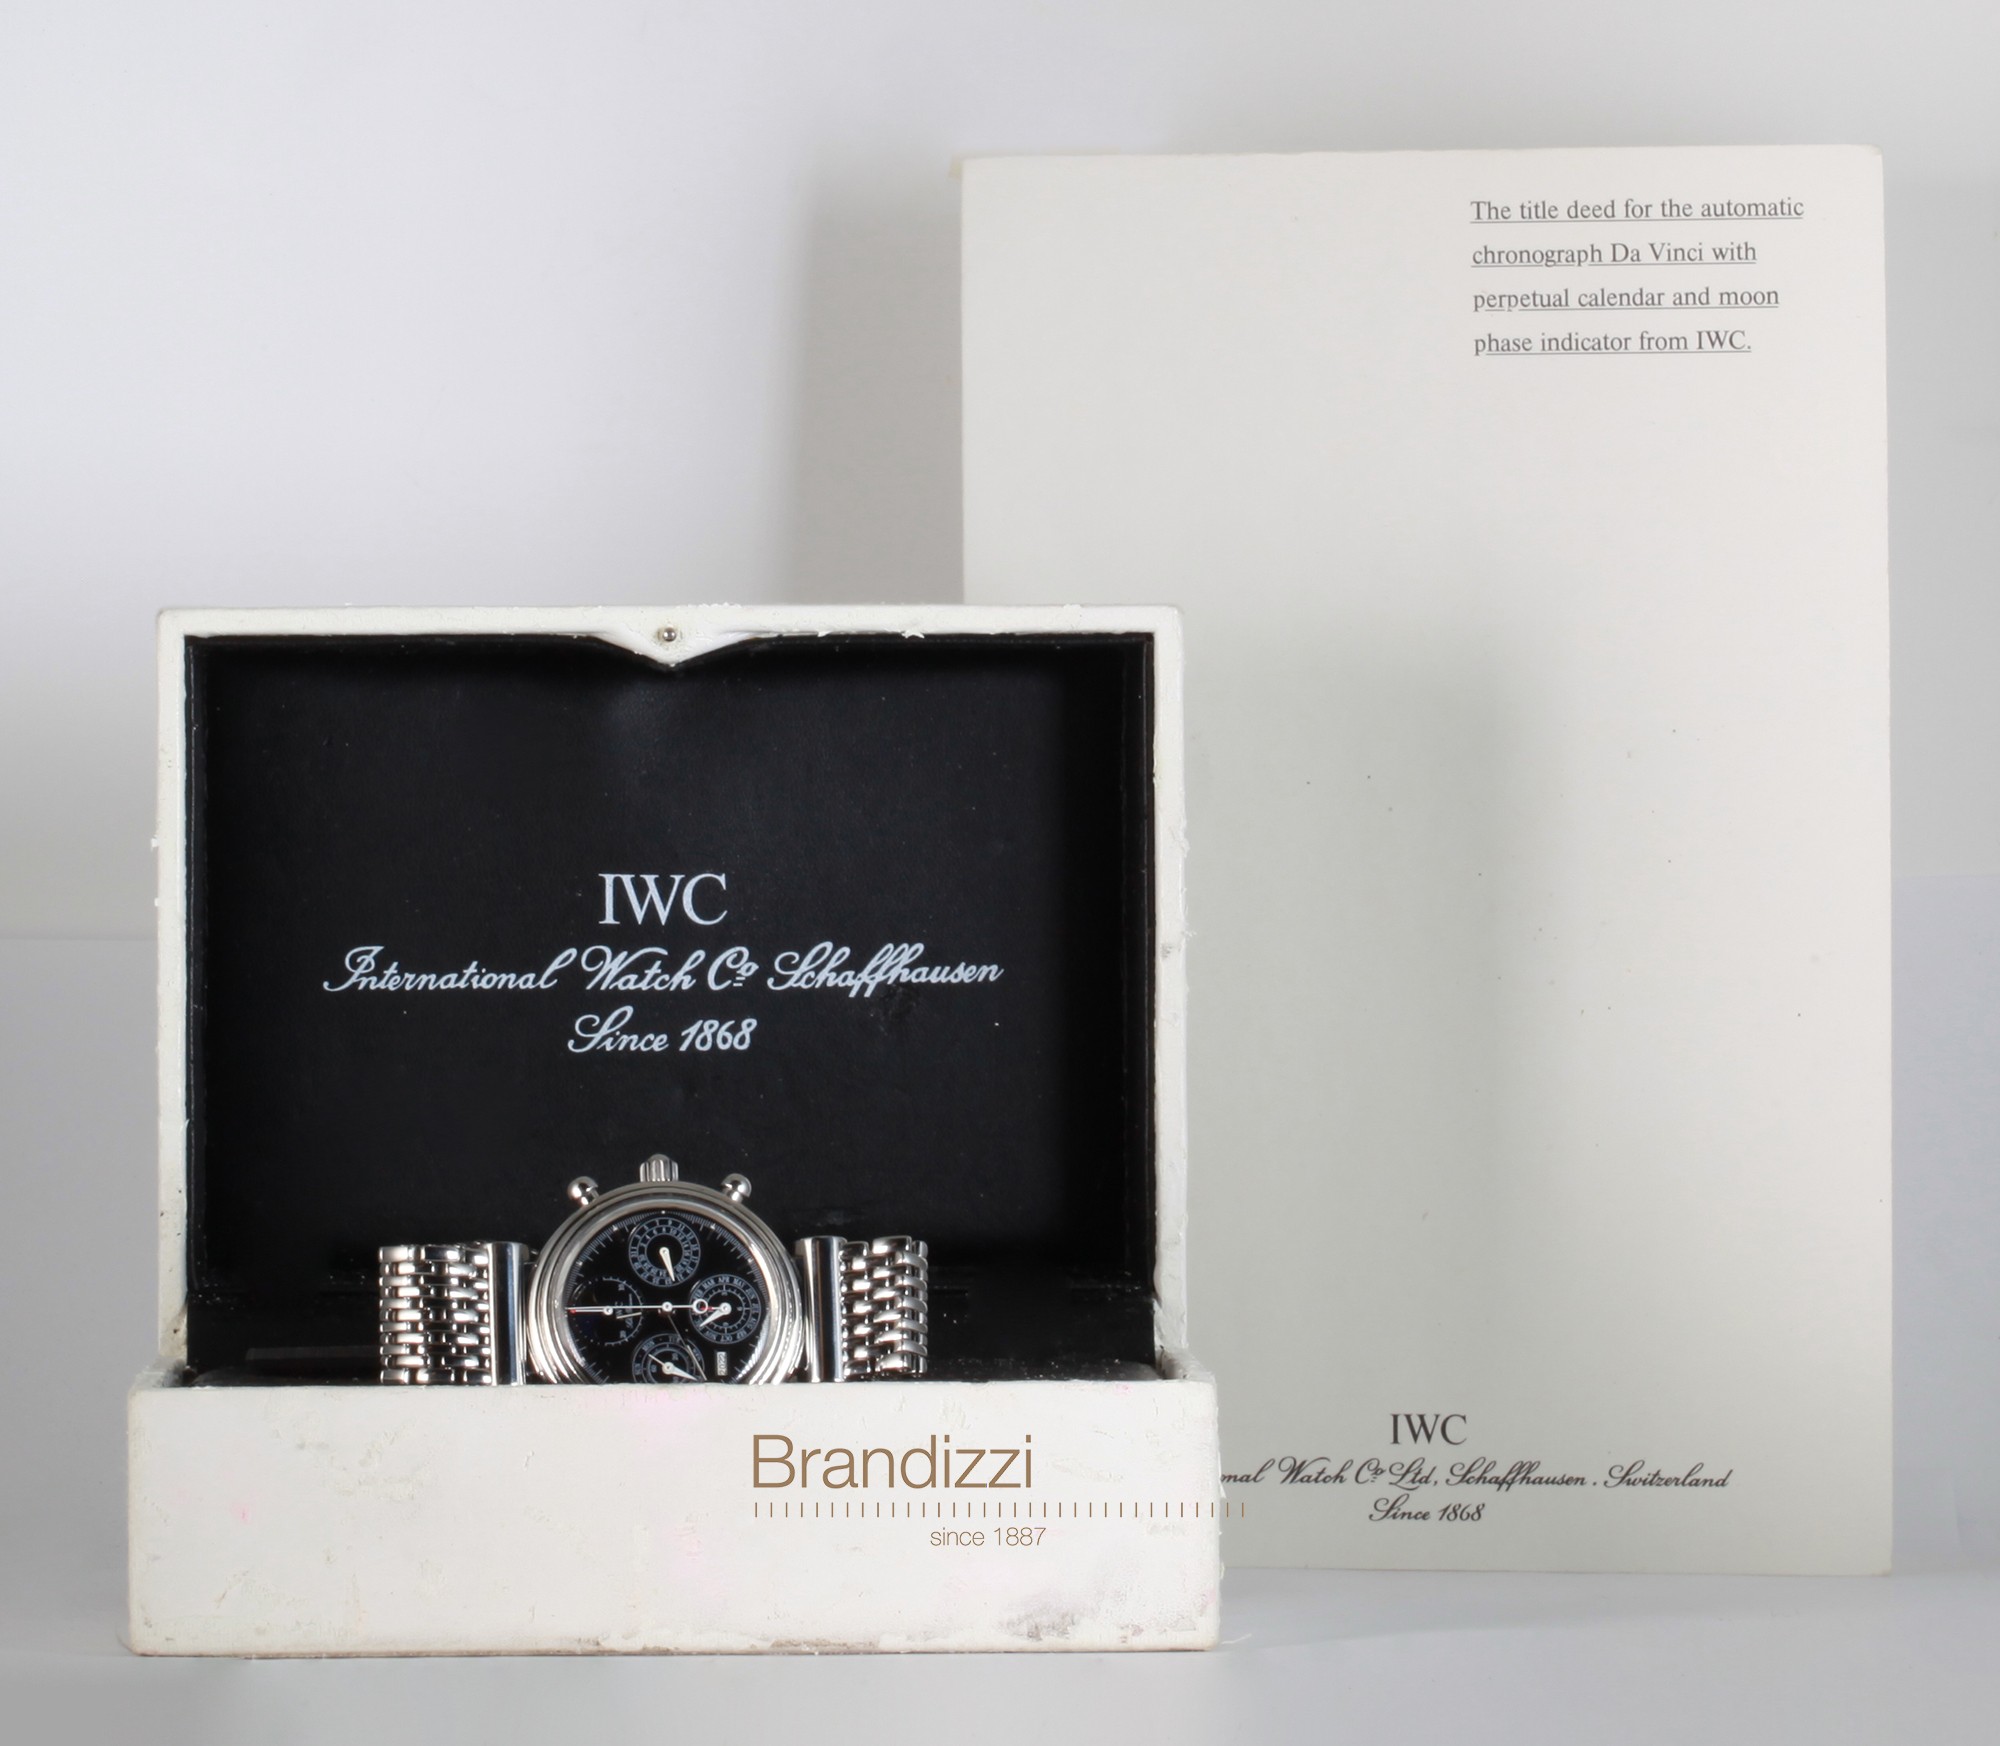 The title deed for the automatic
chronograph Da Vinci with
perpetual calendar and moon
phase indicator from IWC.
IWC
International Watch Co Schaffhausen
Since 1868
Brandizzi
since 1887
IWC
Watch Co Ltd, Schaffhausen . Switzerland
Since 1868